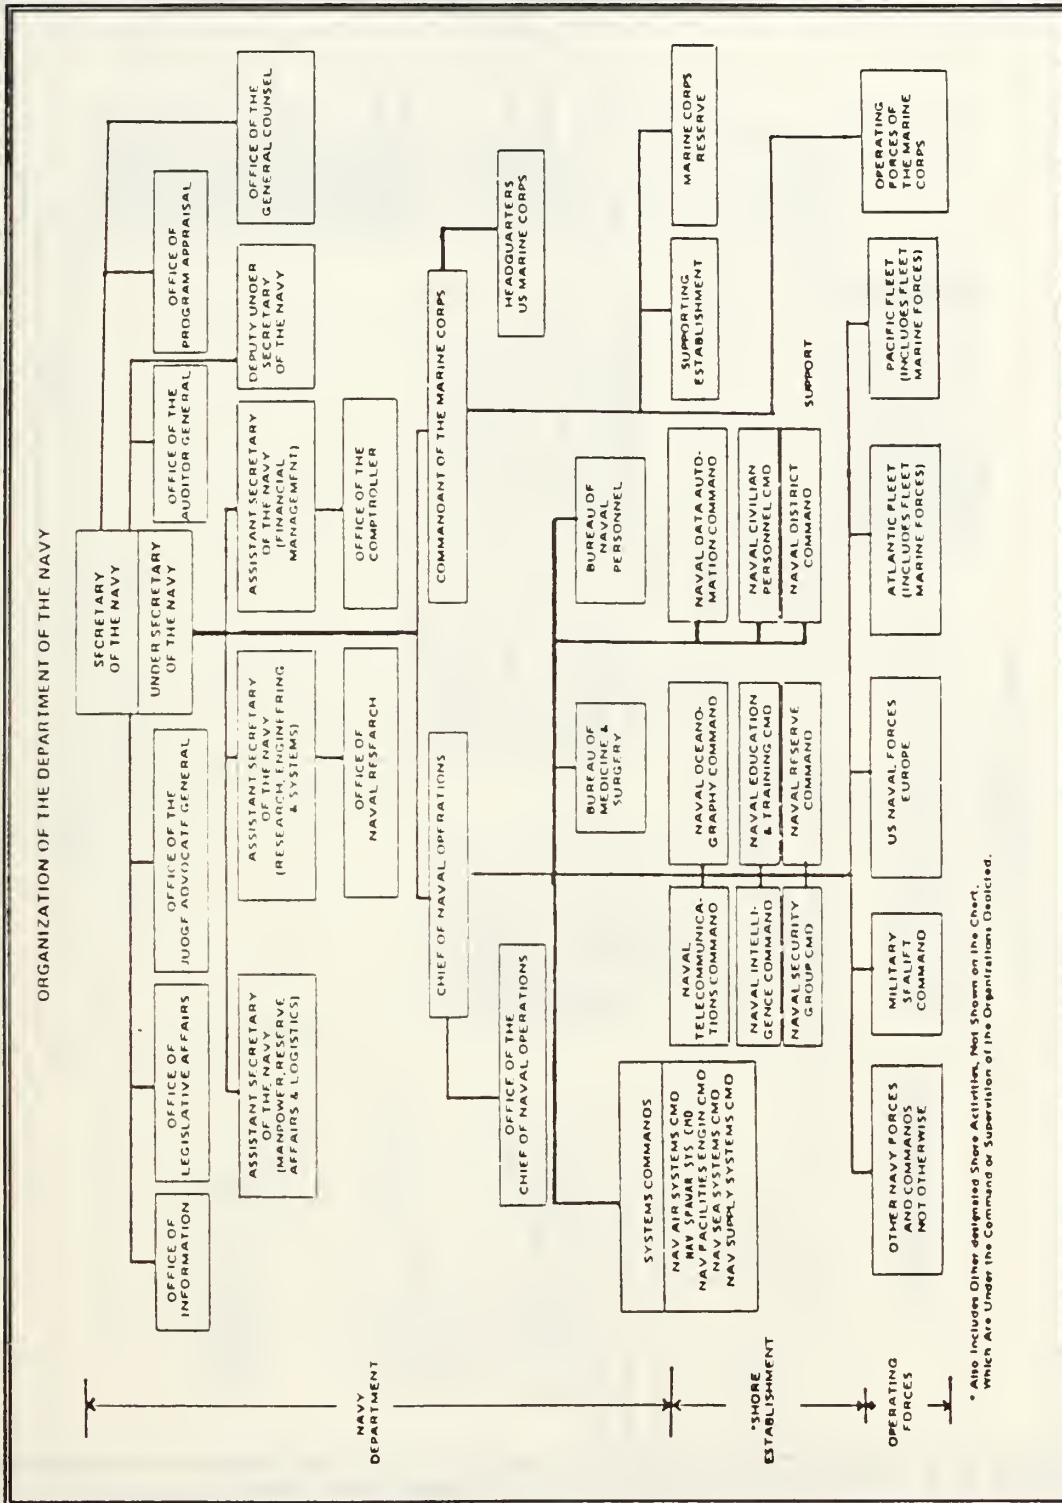 ORGANIZATION OF THE DEPARTMENT OF THE NAVY
SECRETARY
OF THE NAVY
UNDER SECRETARY
OF THE NAVY
OFFICE OF
INFORMATION
OFFICE OF
LEGISLATIVE AFFAIRS
OFFICE OF THE
JUDGE ADVOCATE GENERAL
OFFICE OF THE
AUDITOR GENERAL
OFFICE OF
PROGRAM APPRAISAL
ASSISTANT SECRETARY
OF THE NAVY
(MANPOWER, RESERVE
AFFAIRS & LOGISTICS)
ASSISTANT SECRETARY
OF THE NAVY
(RESEARCH, ENGINEERING
& SYSTEMS)
ASSISTANT SECRETARY
OF THE NAVY
(FINANCIAL
MANAGEMENT)
DEPUTY UNDER
SECRETARY
OF THE NAVY
OFFICE OF THE
GENERAL COUNSEL
OFFICE OF
NAVAL RESEARCH
OFFICE OF THE
COMPTROLLER
NAVY
DEPARTMENT
CHIEF OF NAVAL OPERATIONS
COMMANDANT OF THE MARINE CORPS
OFFICE OF THE
CHIEF OF NAVAL OPERATIONS
HEADQUARTERS
US MARINE CORPS
BUREAU OF
MEDICINE &
SURGERY
BUREAU OF
NAVAL
PERSONNEL
SYSTEMS COMMANDS
NAV AIR SYSTEMS CMD
NAV SPAWAR SYS CMD
NAV FACILITIES ENGIN CMD
NAV SEA SYSTEMS CMD
NAV SUPPLY SYSTEMS CMD
*SHORE
ESTABLISHMENT
NAVAL
TELECOMMUNICA-
TIONS COMMAND
NAVAL OCEANO-
GRAPHY COMMAND
NAVAL DATA AUTO-
MATION COMMAND
SUPPORTING
ESTABLISHMENT
MARINE CORPS
RESERVE
NAVAL INTELLI-
GENCE COMMAND
NAVAL EDUCATION
& TRAINING CMD
NAVAL CIVILIAN
PERSONNEL CMD
NAVAL SECURITY
GROUP CMD
NAVAL RESERVE
COMMAND
NAVAL DISTRICT
COMMAND
SUPPORT
OPERATING
FORCES
OTHER NAVY FORCES
AND COMMANDS
NOT OTHERWISE
MILITARY
SEALIFT
COMMAND
US NAVAL FORCES
EUROPE
ATLANTIC FLEET
(INCLUDES FLEET
MARINE FORCES)
PACIFIC FLEET
(INCLUDES FLEET
MARINE FORCES)
OPERATING
FORCES OF
THE MARINE
CORPS
* Also Includes Other designated Shore Activities, Not Shown on the Chart,
Which Are Under the Command or Supervision of the Organizations Depicted.